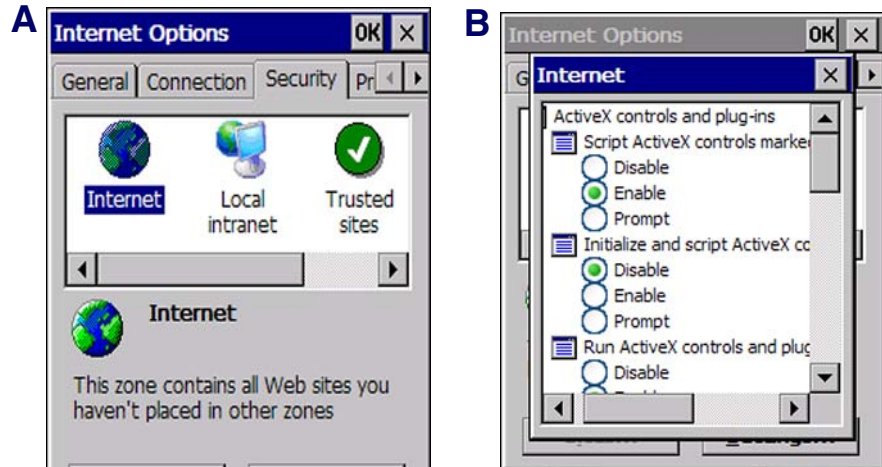 A
Internet Options OK
General Connection Security Pr
Internet Local intranet Trusted sites
Internet
This zone contains all Web sites you
haven't placed in other zones
B
Internet Options OK
G
Internet
ActiveX controls and plug-ins
Script ActiveX controls marke
Disable
Enable
Prompt
Initialize and script ActiveX co
Disable
Enable
Prompt
Run ActiveX controls and plug
Disable